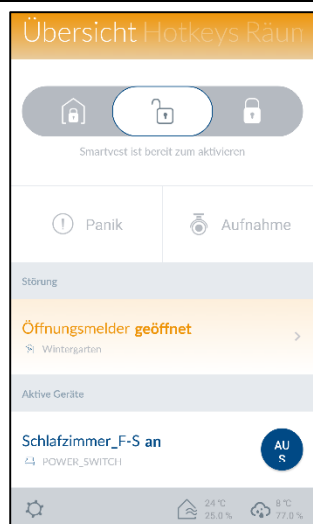 Übersicht Hotkeys Räun
Smartvest ist bereit zum aktivieren
Panik
Aufnahme
Störung
Öffnungsmelder geöffnet
Wintergarten
Aktive Geräte
Schlafzimmer_F-S an
AU
S
POWER_SWITCH
24 °C
25.0 %
8 °C
77.0 %